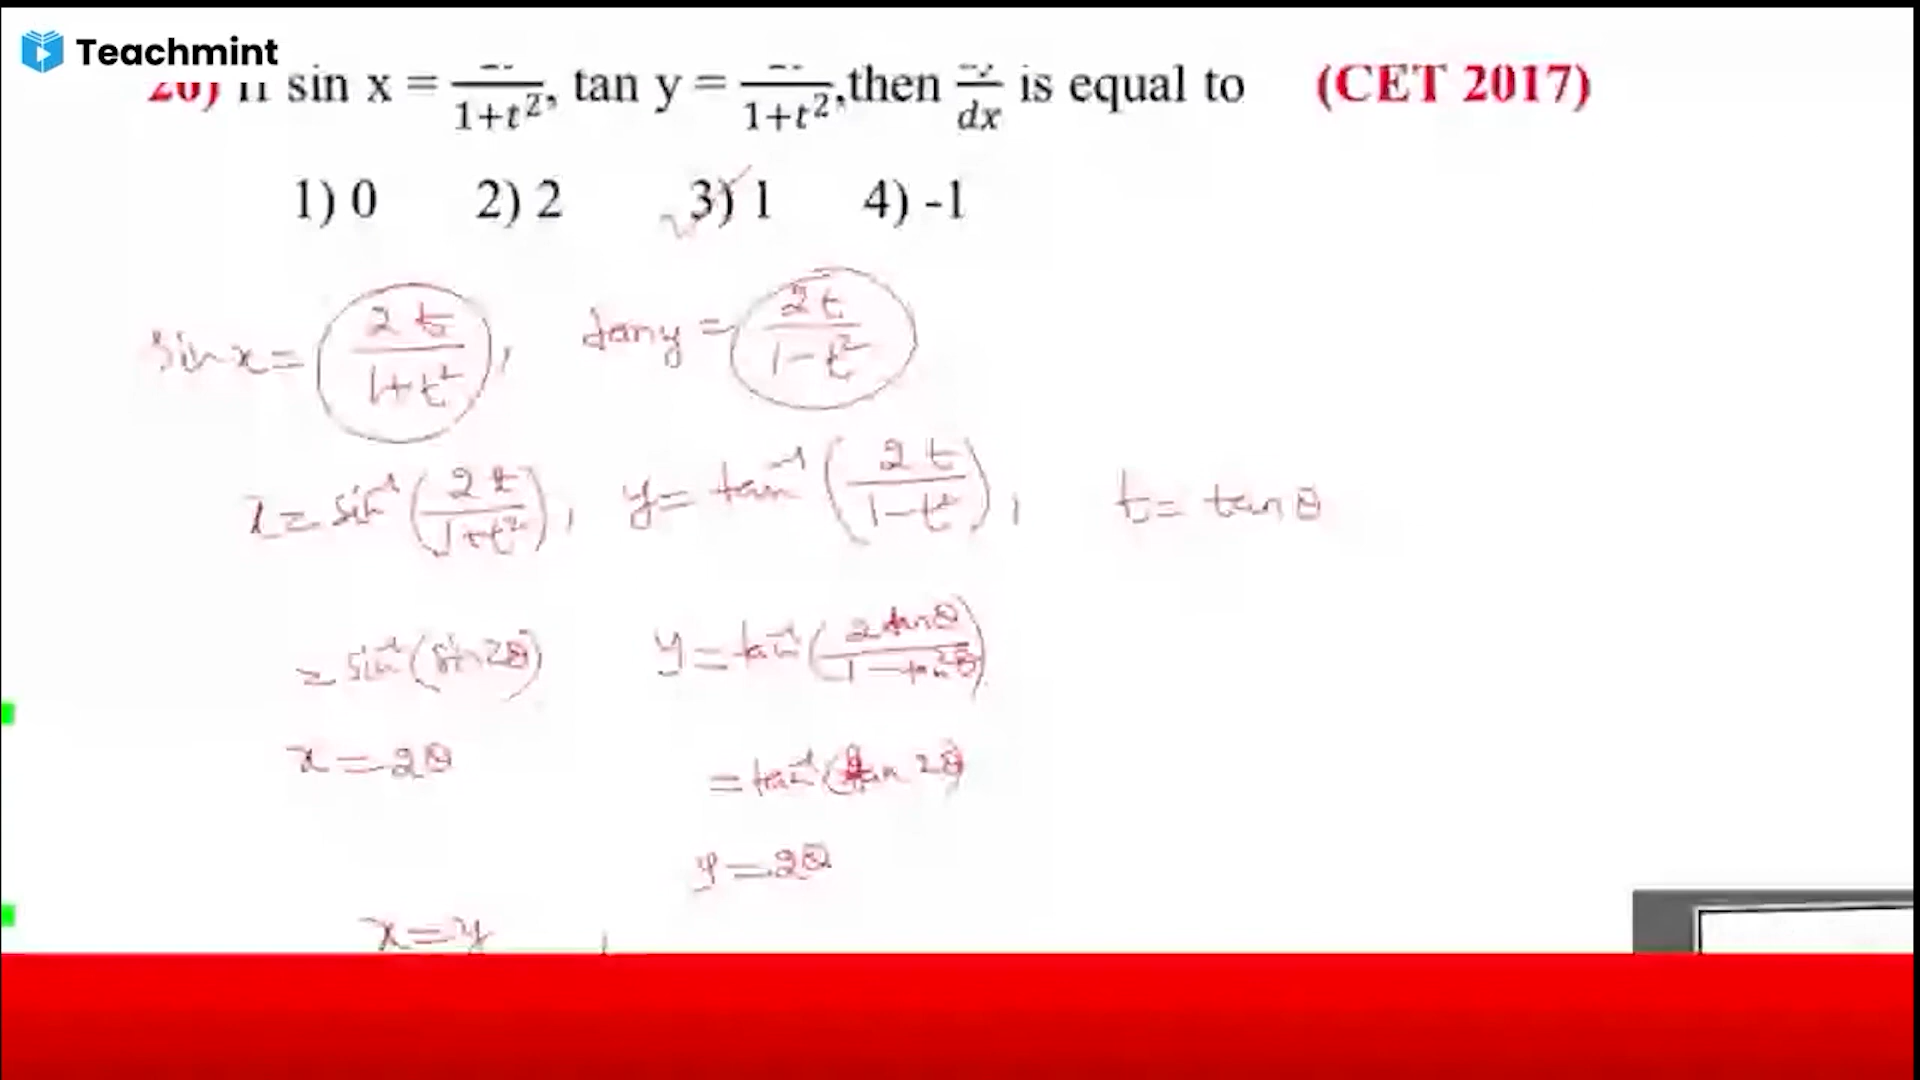 Teachmint
20) If sin x = /1+t², tan y = /1+t², then /dx is equal to (CET 2017)
1) 0 2) 2 3) 1 4) -1
sin x = 2t/1+t², tan y = 2t/1-t²
x = sin⁻¹(2t/1+t²), y = tan⁻¹(2t/1-t²), t = tan θ
= sin⁻¹(sin 2θ) y = tan⁻¹(2tanθ/1-tan²θ)
x = 2θ = tan⁻¹(tan 2θ)
y = 2θ
x = y